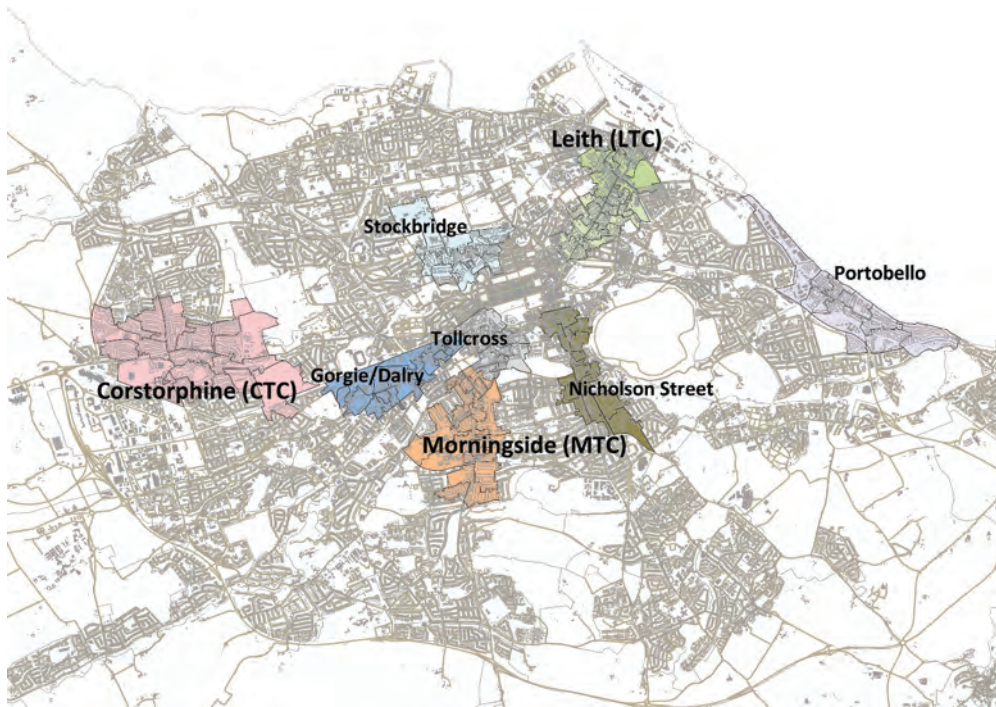 Leith (LTC)
Stockbridge
Portobello
Tollcross
Gorgie/Dalry
Corstorphine (CTC)
Nicholson Street
Morningside (MTC)